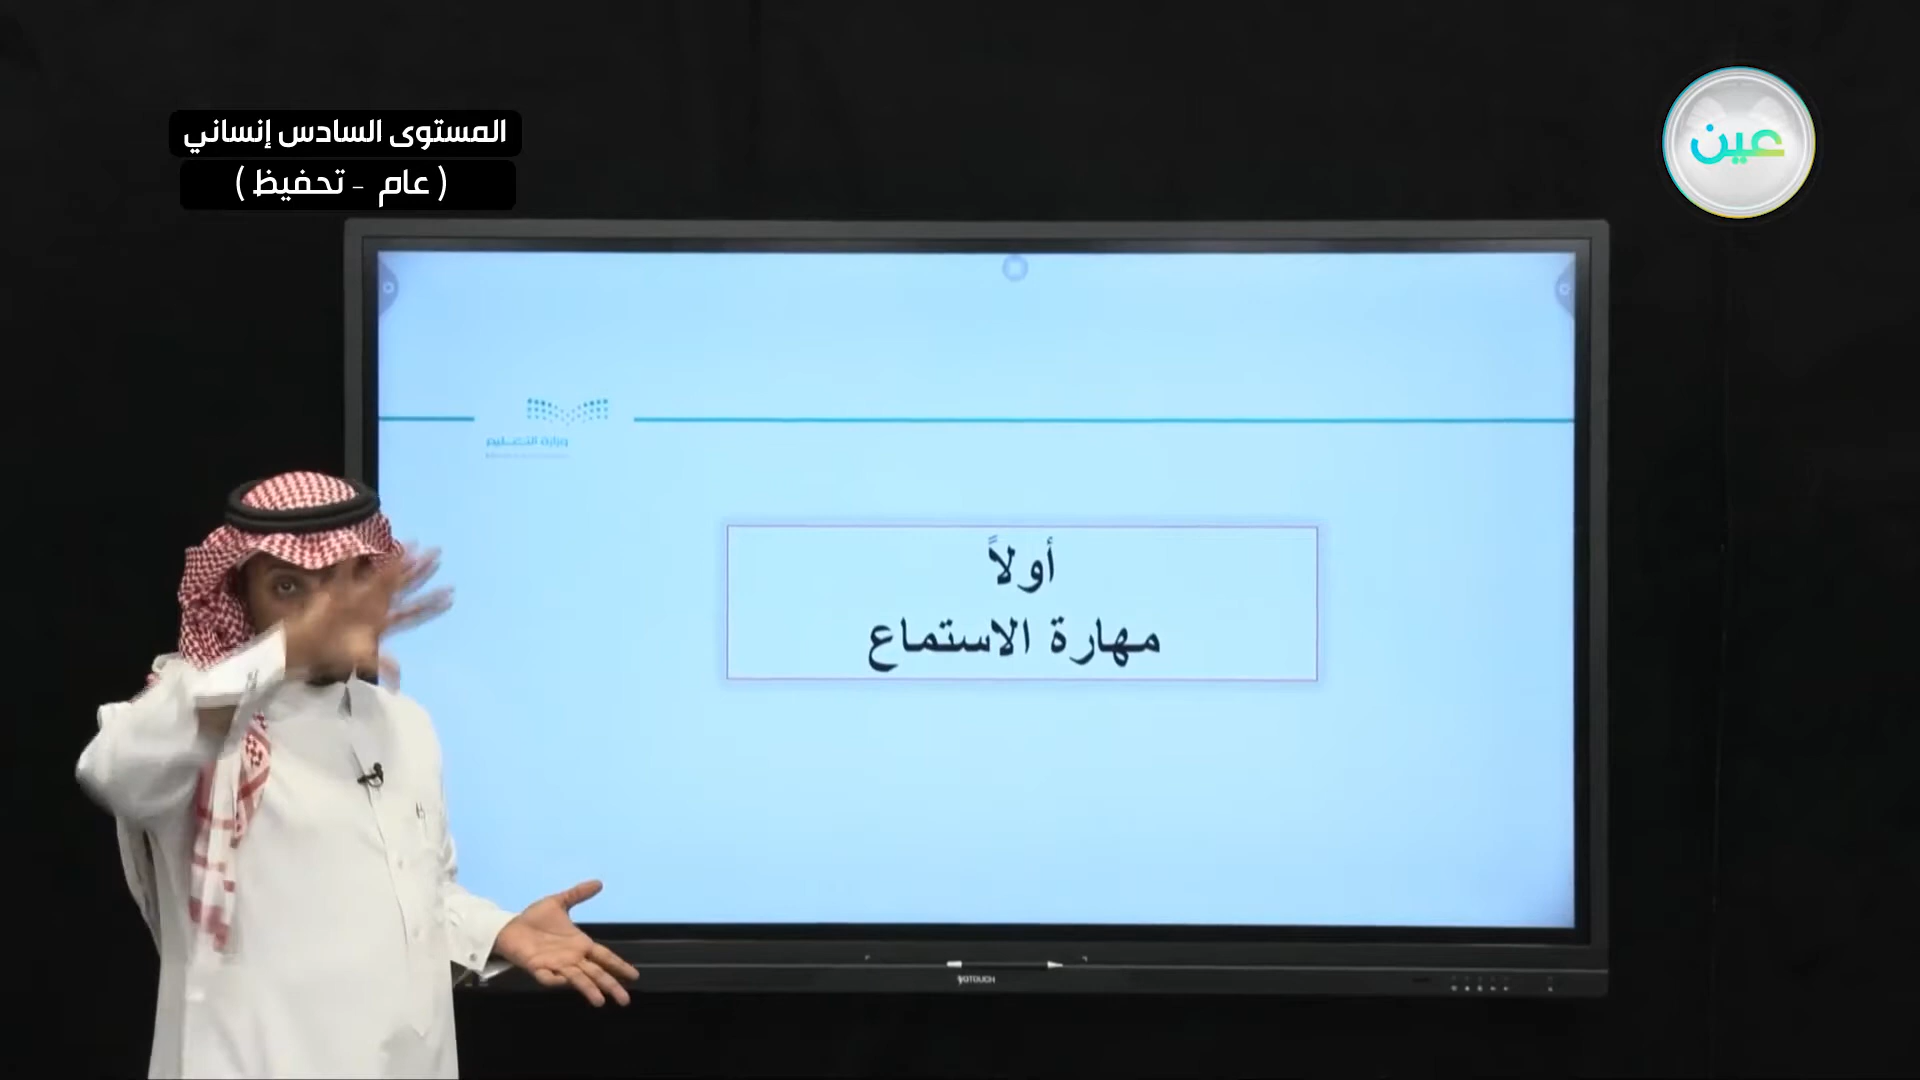 المستوى السادس إنساني
( عام - تحفيظ )
عين
وزارة التعليم
أولاً
مهارة الاستماع